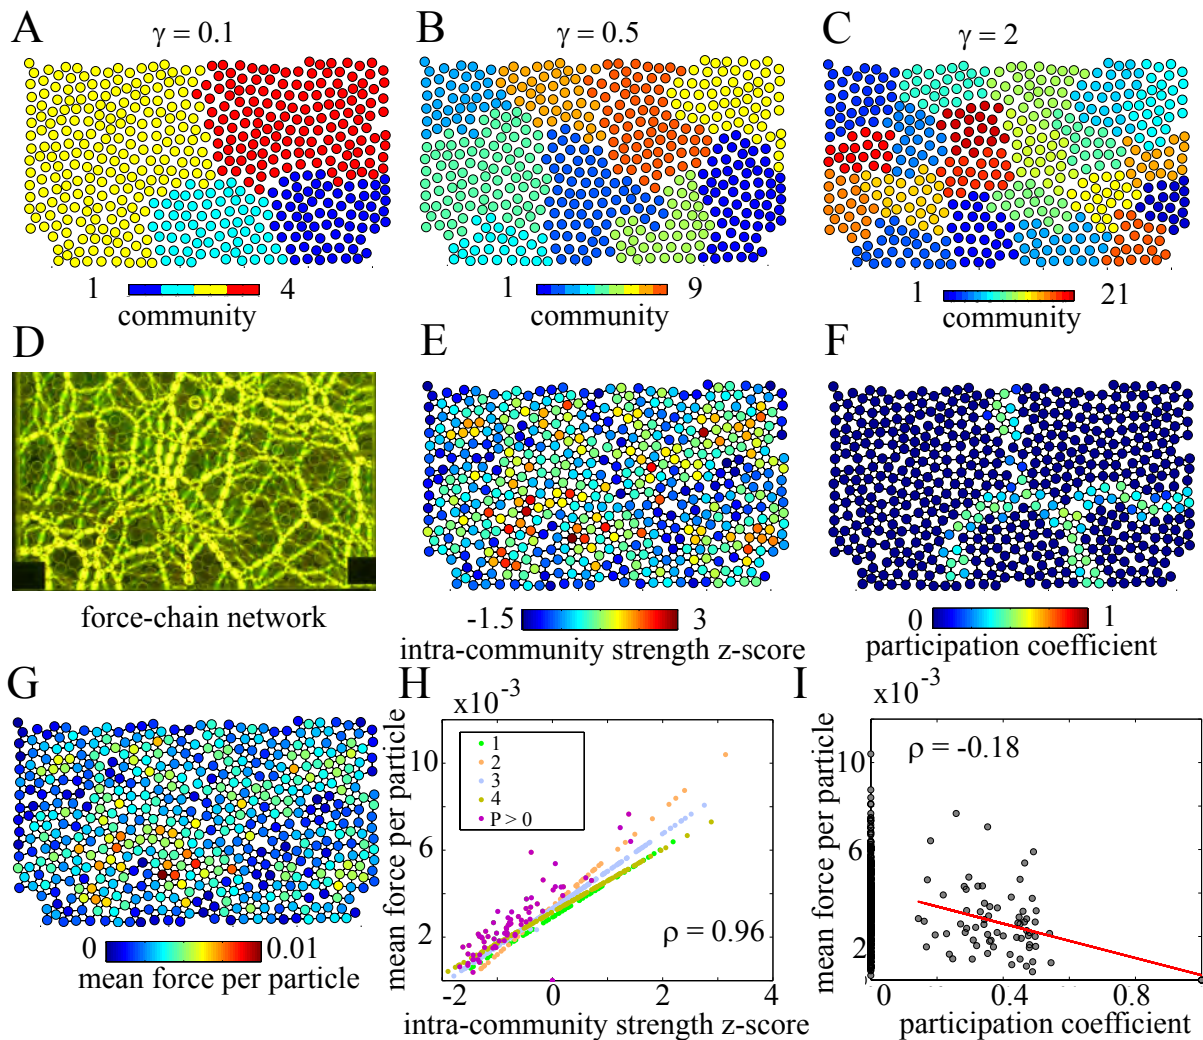 A
B
C
γ = 0.1
γ = 0.5
γ = 2
1 4
community
1 9
community
1 21
community
D
E
F
force-chain network
-1.5 3
intra-community strength z-score
0 1
participation coefficient
G
H
I
0 0.01
mean force per particle
x10-3
mean force per particle
10
6
2
1
2
3
4
P > 0
ρ = 0.96
-2 0 2 4
intra-community strength z-score
x10-3
mean force per particle
10
6
2
ρ = -0.18
0 0.4 0.8
participation coefficient